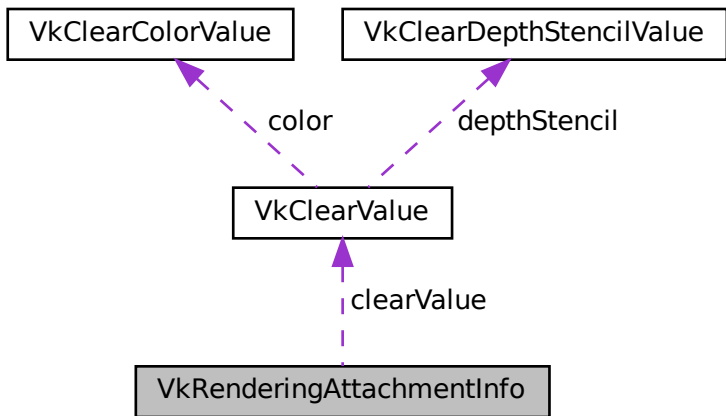 VkClearColorValue
VkClearDepthStencilValue
color
depthStencil
VkClearValue
clearValue
VkRenderingAttachmentInfo